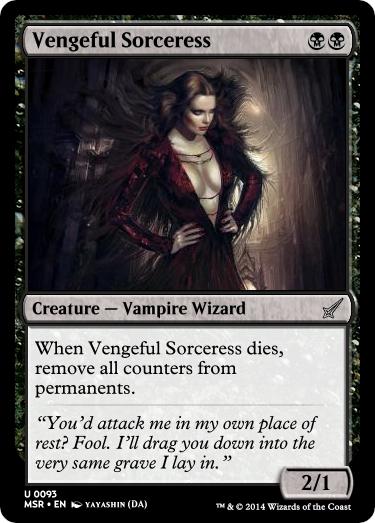 Vengeful Sorceress
Creature — Vampire Wizard
When Vengeful Sorceress dies,
remove all counters from
permanents.
“You’d attack me in my own place of
rest? Fool. I’ll drag you down into the
very same grave I lay in.”
2/1
U 0093
MSR • EN YAYASHIN (DA)
™ & © 2014 Wizards of the Coast